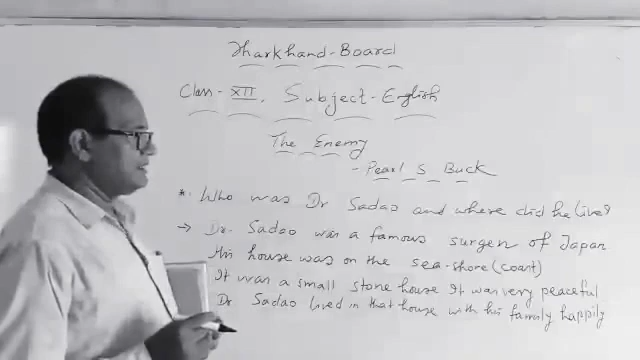 Jharkhand-Board
Class-XII. Subject-English
The Enemy
- Pearl S Buck
* Who was Dr Sadao and where did he live?
→ Dr. Sadao was a famous surgen of Japan
His house was on the sea-shore (coast)
It was a small stone house It was very peaceful
Dr Sadao lived in that house with his family happily